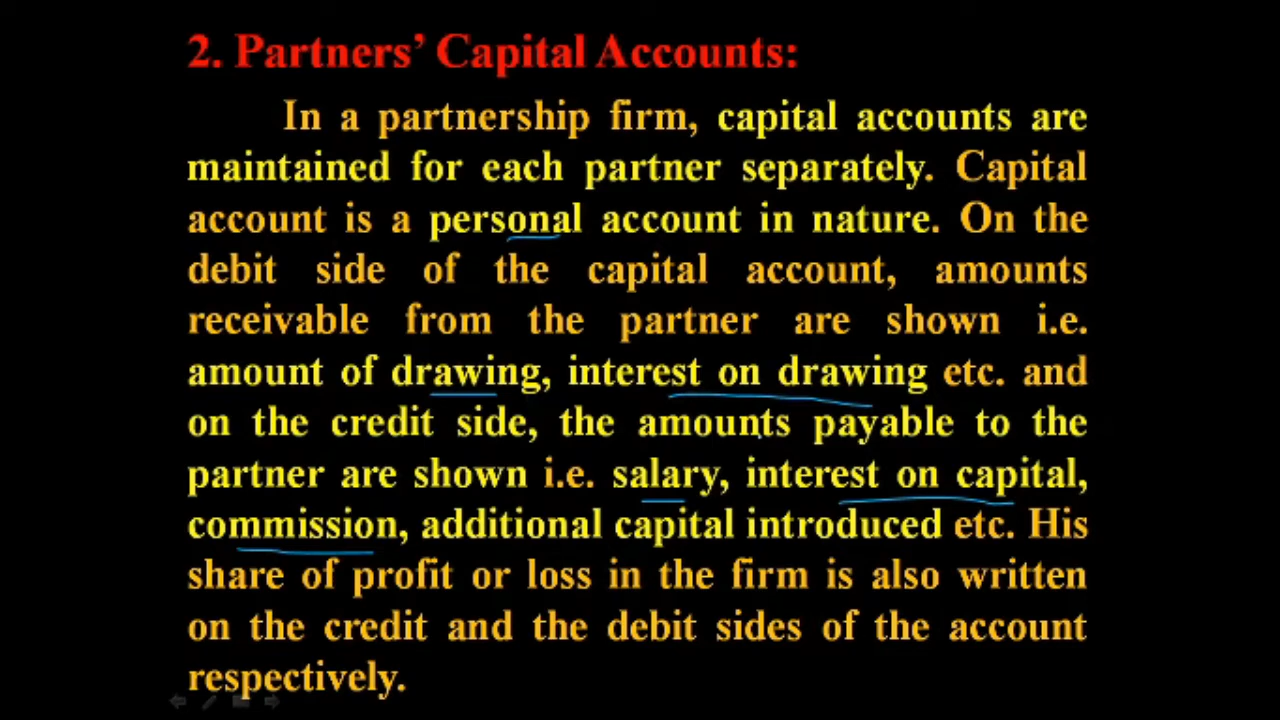 2. Partners’ Capital Accounts:
In a partnership firm, capital accounts are
maintained for each partner separately. Capital
account is a personal account in nature. On the
debit side of the capital account, amounts
receivable from the partner are shown i.e.
amount of drawing, interest on drawing etc. and
on the credit side, the amounts payable to the
partner are shown i.e. salary, interest on capital,
commission, additional capital introduced etc. His
share of profit or loss in the firm is also written
on the credit and the debit sides of the account
respectively.